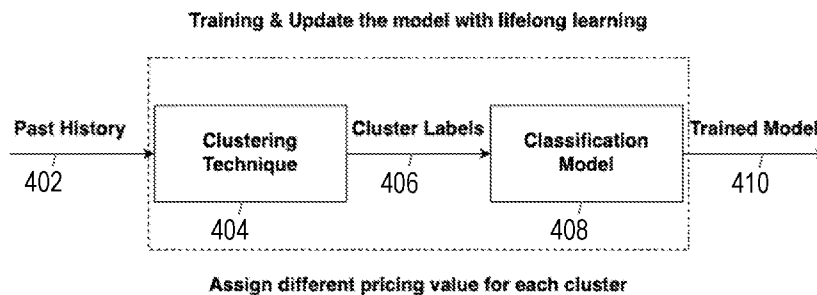 Training & Update the model with lifelong learning
Past History
Clustering
Technique
Cluster Labels
Classification
Model
Trained Model
402
404
406
408
410
Assign different pricing value for each cluster